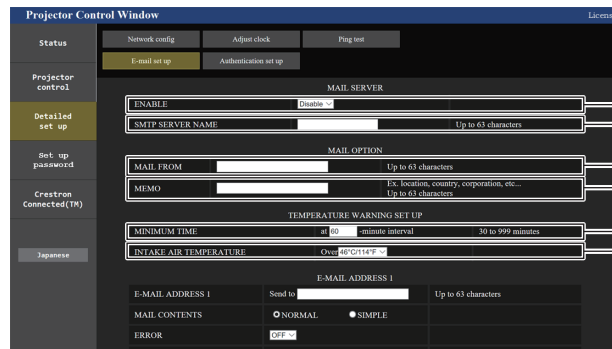 Projector Control Window
Licens
Status
Network config
Adjust clock
Ping test
E-mail set up
Authentication set up
Projector
control
MAIL SERVER
ENABLE
Disable
Detailed
set up
SMTP SERVER NAME
Up to 63 characters
MAIL OPTION
Set up
password
MAIL FROM
Up to 63 characters
MEMO
Ex. location, country, corporation, etc...
Up to 63 characters
Crestron
Connected(TM)
TEMPERATURE WARNING SET UP
MINIMUM TIME
at 60 -minute interval
30 to 999 minutes
Japanese
INTAKE AIR TEMPERATURE
Over 46°C/114°F
E-MAIL ADDRESS 1
E-MAIL ADDRESS 1
Send to
Up to 63 characters
MAIL CONTENTS
NORMAL
SIMPLE
ERROR
OFF